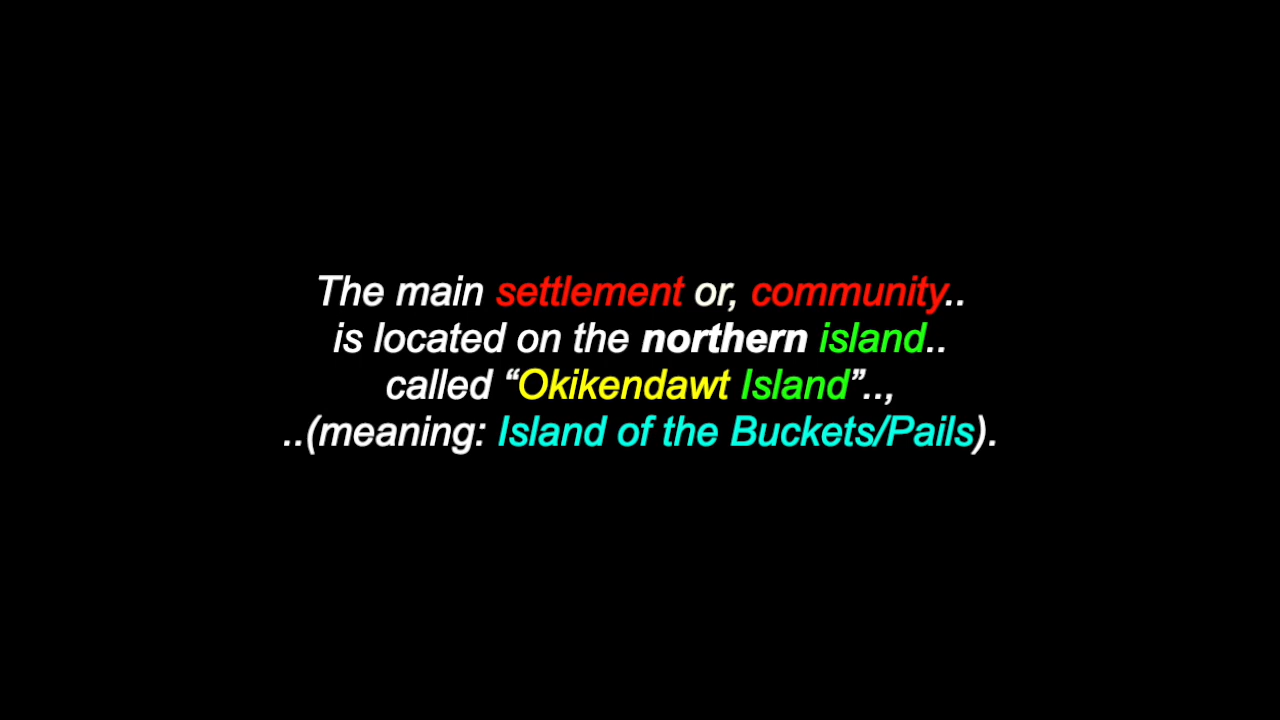 The main settlement or, community..
is located on the northern island..
called “Okikendawt Island”..,
..(meaning: Island of the Buckets/Pails).